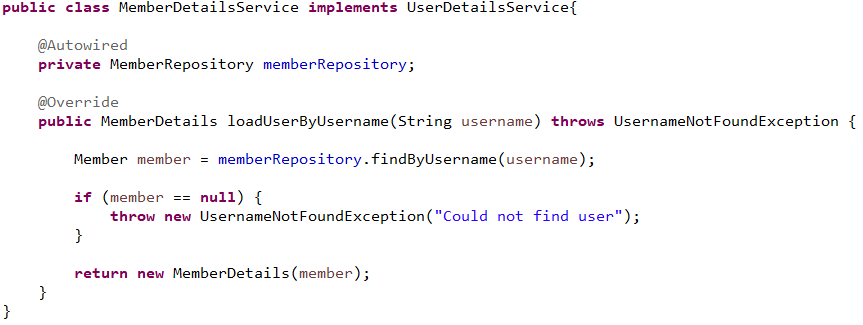 public class MemberDetailsService implements UserDetailsService{
@Autowired
private MemberRepository memberRepository;
@Override
public MemberDetails loadUserByUsername(String username) throws UsernameNotFoundException {
Member member = memberRepository.findByUsername(username);
if (member == null) {
throw new UsernameNotFoundException("Could not find user");
}
return new MemberDetails(member);
}
}